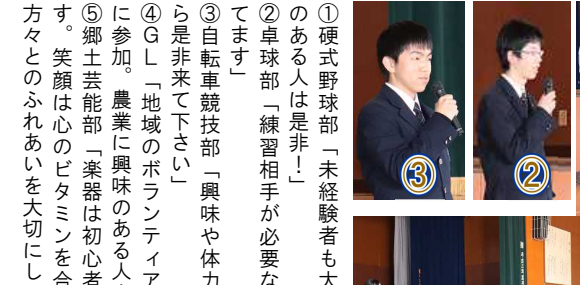 ①硬式野球部「未経験者も大
のある人は是非！」
②卓球部「練習相手が必要な
てます」
③自転車競技部「興味や体力
ら是非来て下さい」
④ＧＬ「地域のボランティア
に参加。農業に興味のある人
⑤郷土芸能部「楽器は初心者
す。笑顔は心のビタミンを合
方々とのふれあいを大切にし
③
②